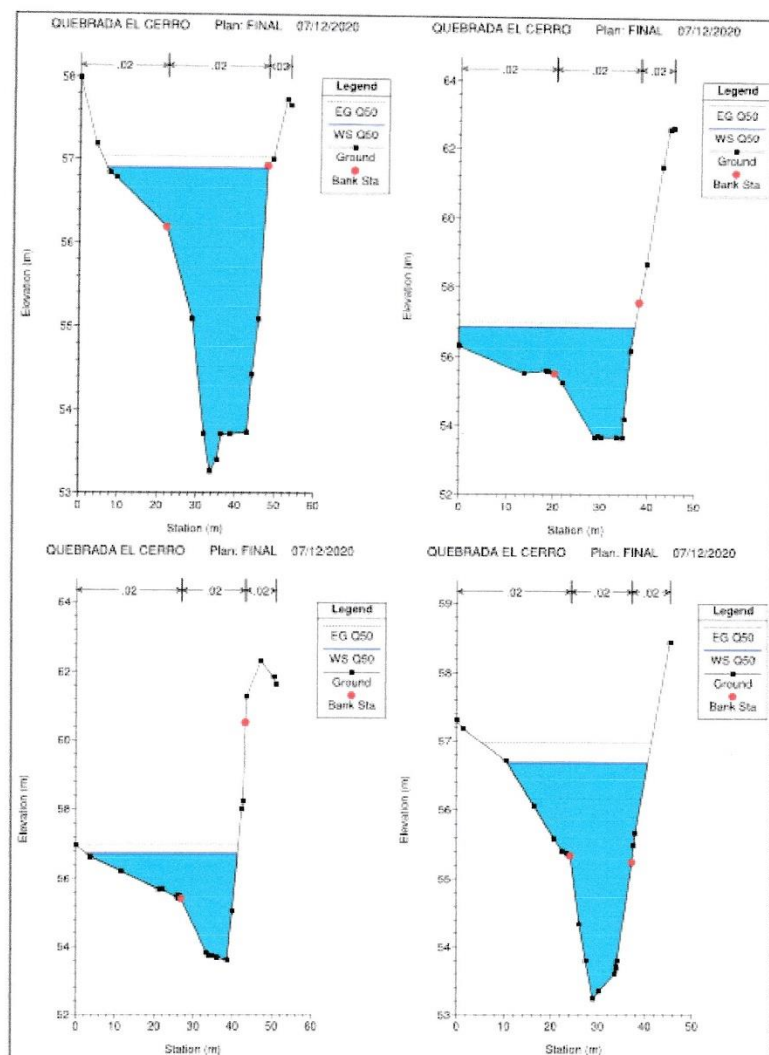 QUEBRADA EL CERRO Plan: FINAL 07/12/2020
.02 .02 .02
Legend
EG Q50
WS Q50
Ground
Bank Sta
Elevation (m)
58
57
56
55
54
53
0 10 20 30 40 50 60
Station (m)
QUEBRADA EL CERRO Plan: FINAL 07/12/2020
.02 .02 .02
Legend
EG Q50
WS Q50
Ground
Bank Sta
Elevation (m)
64
62
60
58
56
54
52
0 10 20 30 40 50
Station (m)
QUEBRADA EL CERRO Plan: FINAL 07/12/2020
.02 .02 .02
Legend
EG Q50
WS Q50
Ground
Bank Sta
Elevation (m)
64
62
60
58
56
54
52
0 10 20 30 40 50 60
Station (m)
QUEBRADA EL CERRO Plan: FINAL 07/12/2020
.02 .02 .02
Legend
EG Q50
WS Q50
Ground
Bank Sta
Elevation (m)
59
58
57
56
55
54
53
0 10 20 30 40 50
Station (m)